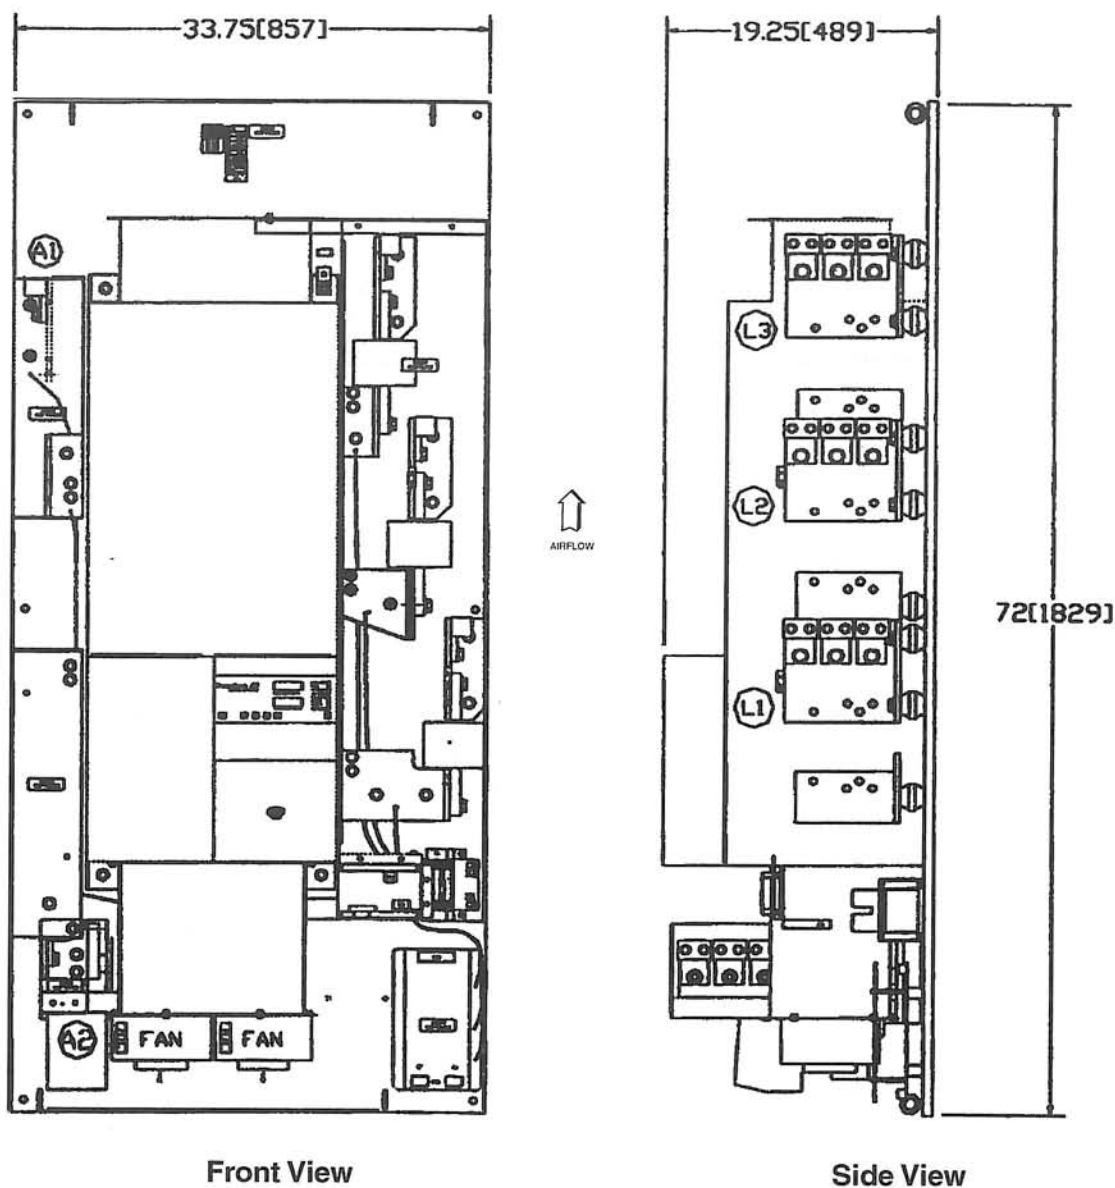 33.75[857]
19.25[489]
A1
L3
L2
AIRFLOW
72[1829]
L1
A2
FAN
FAN
Front View
Side View